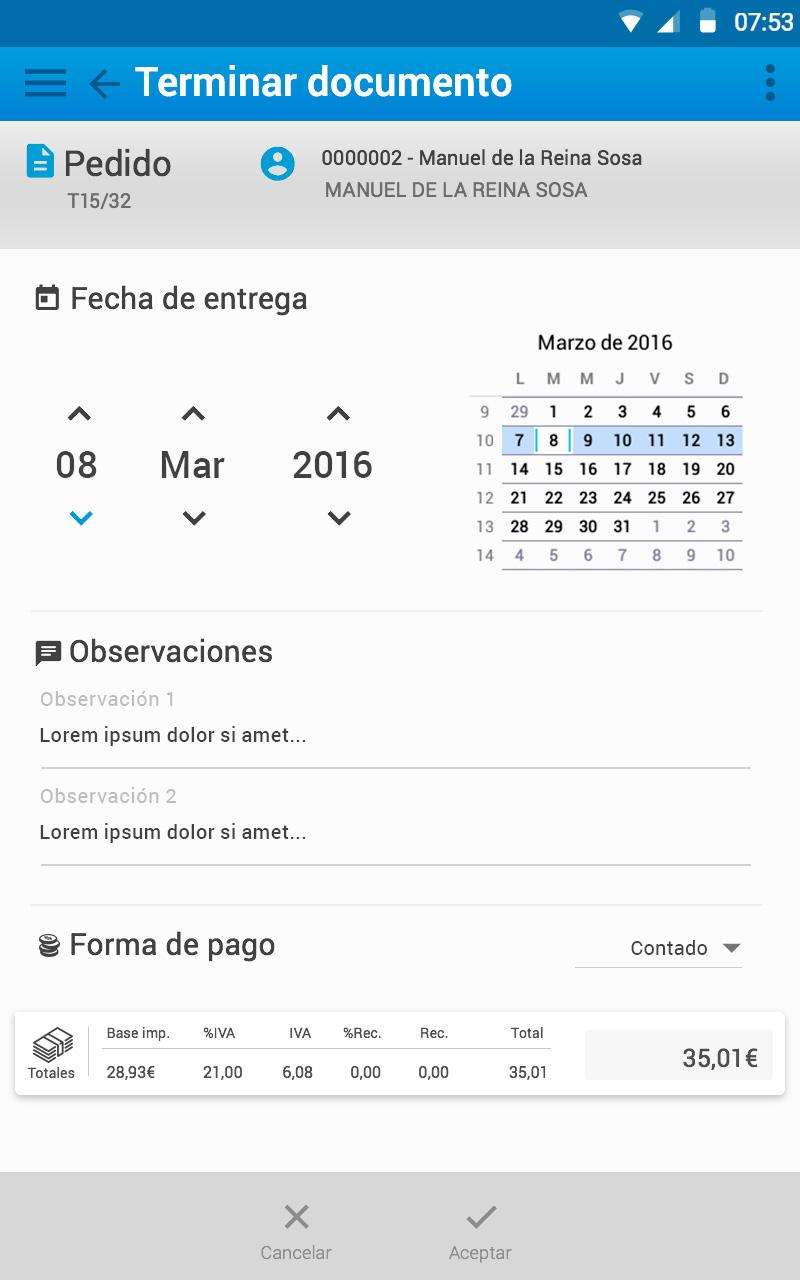 07:53
Terminar documento
Pedido
T15/32
0000002 - Manuel de la Reina Sosa
MANUEL DE LA REINA SOSA
Fecha de entrega
08 Mar 2016
Marzo de 2016
L M M J V S D
9 29 1 2 3 4 5 6
10 7 8 9 10 11 12 13
11 14 15 16 17 18 19 20
12 21 22 23 24 25 26 27
13 28 29 30 31 1 2 3
14 4 5 6 7 8 9 10
Observaciones
Observación 1
Lorem ipsum dolor si amet...
Observación 2
Lorem ipsum dolor si amet...
Forma de pago
Contado
Totales
Base imp. %IVA IVA %Rec. Rec. Total
28,93€ 21,00 6,08 0,00 0,00 35,01
35,01€
Cancelar
Aceptar